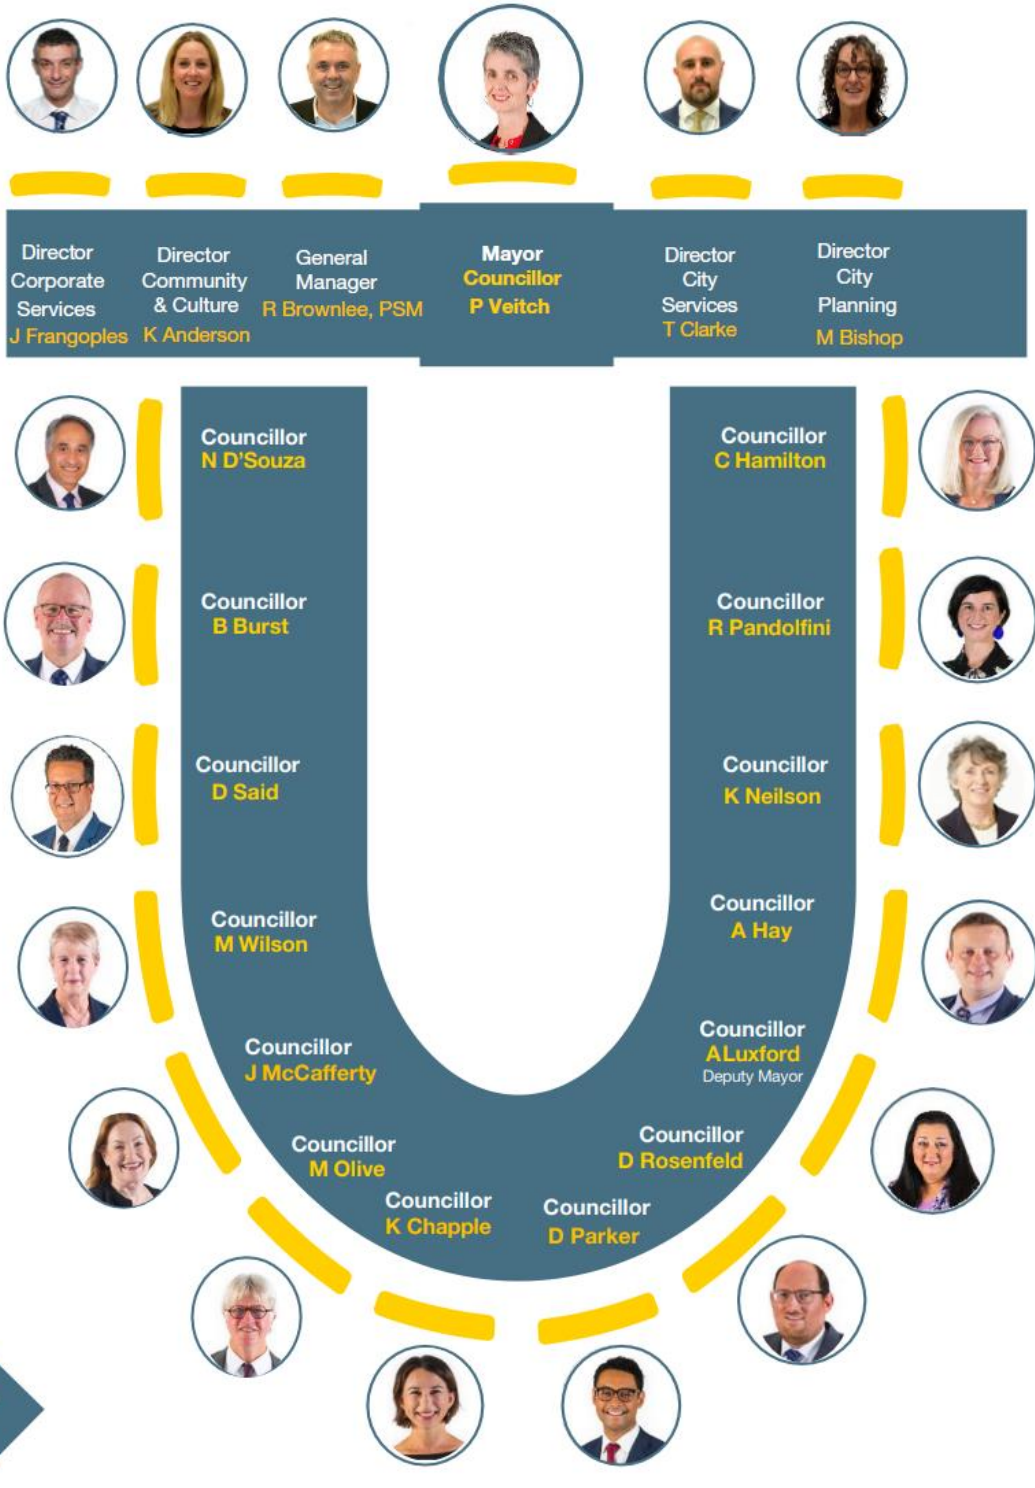 Director
Corporate
Services
J Frangoples
Director
Community
& Culture
K Anderson
General
Manager
R Brownlee, PSM
Mayor
Councillor
P Veitch
Director
City
Services
T Clarke
Director
City
Planning
M Bishop
Councillor
N D'Souza
Councillor
C Hamilton
Councillor
B Burst
Councillor
R Pandolfini
Councillor
D Said
Councillor
K Neilson
Councillor
M Wilson
Councillor
A Hay
Councillor
J McCafferty
Councillor
ALuxford
Deputy Mayor
Councillor
M Olive
Councillor
D Rosenfeld
Councillor
K Chapple
Councillor
D Parker